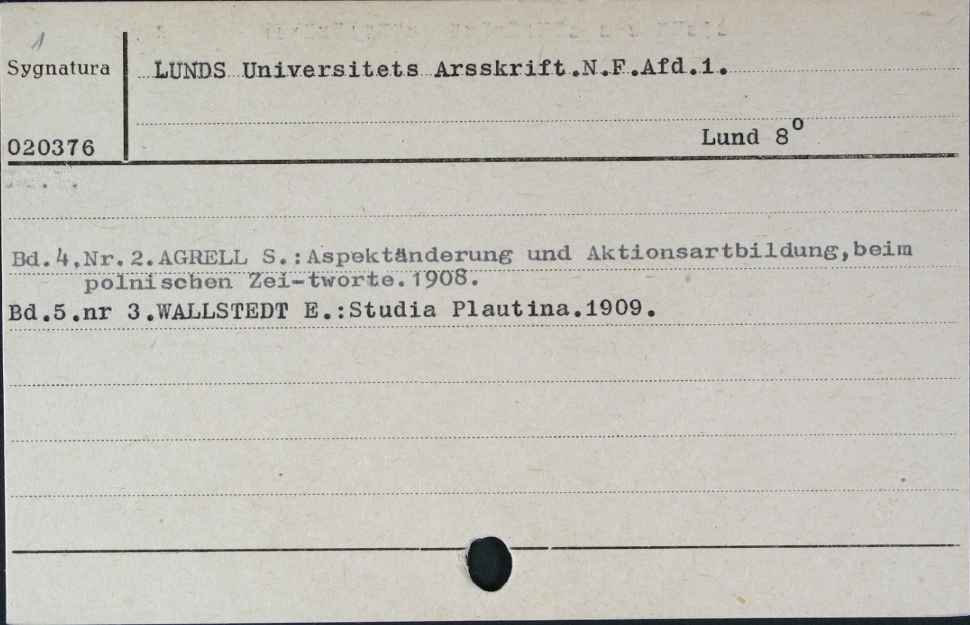 1
Sygnatura
LUNDS Universitets Arsskrift.N.F.Afd.1.
020376
Lund 8o
Bd.4,Nr.2.AGRELL S.:Aspektänderung und Aktionsartbildung,beim
polnischen Zei-tworte.1908.
Bd.5.nr 3.WALLSTEDT E.:Studia Plautina.1909.